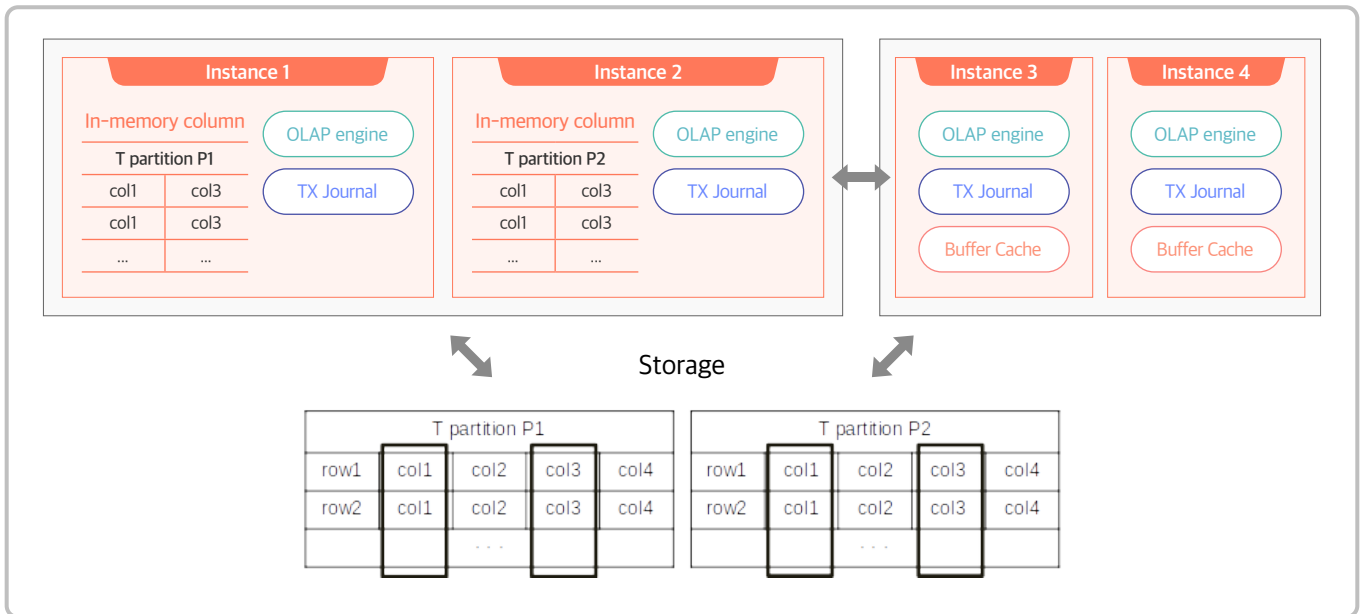 Instance 1
In-memory column
T partition P1
col1 col3
col1 col3
... ...
OLAP engine
TX Journal
Instance 2
In-memory column
T partition P2
col1 col3
col1 col3
... ...
OLAP engine
TX Journal
Instance 3
OLAP engine
TX Journal
Buffer Cache
Instance 4
OLAP engine
TX Journal
Buffer Cache
Storage
T partition P1
row1 col1 col2 col3 col4
row2 col1 col2 col3 col4
. . .
T partition P2
row1 col1 col2 col3 col4
row2 col1 col2 col3 col4
. . .